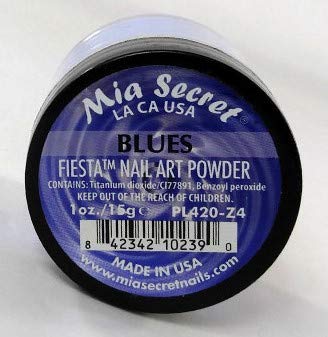 Mia Secret®
LA CA USA
BLUES
FIESTA™ NAIL ART POWDER
CONTAINS: Titanium dioxide/CI77891, Benzoyl peroxide
KEEP OUT OF THE REACH OF CHILDREN.
1oz./15g PL420-Z4
8 42342 10239 0
MADE IN USA
www.miasecretnails.com